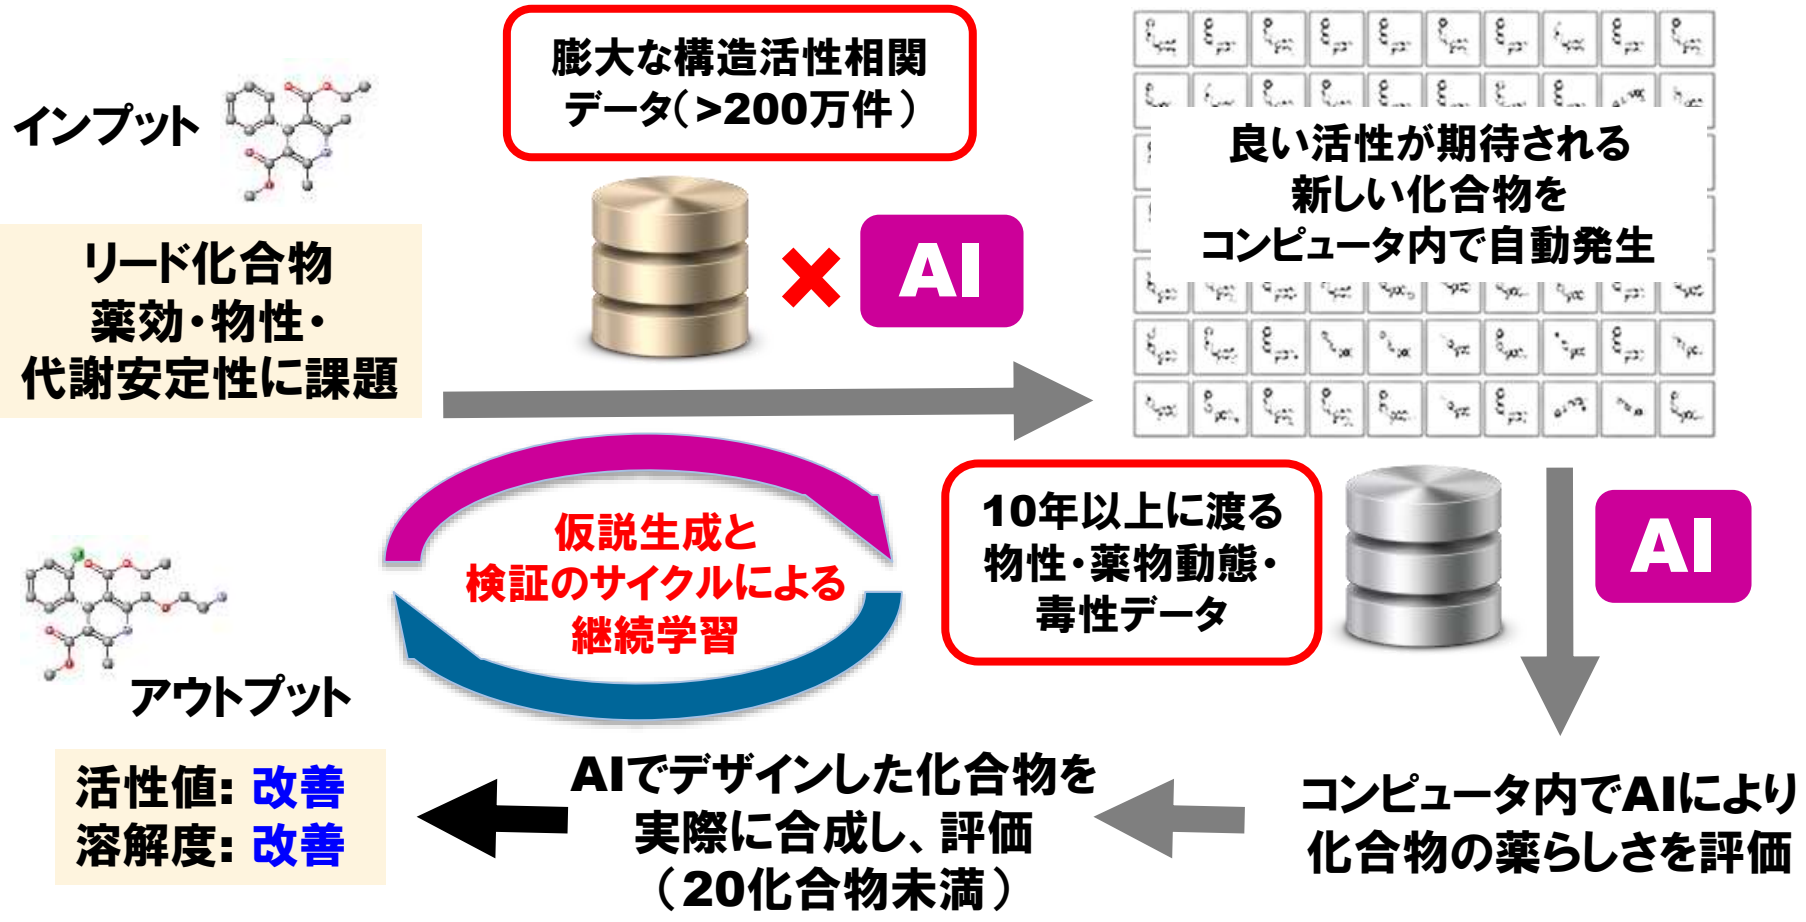 インプット
リード化合物
薬効・物性・
代謝安定性に課題
膨大な構造活性相関
データ(>200万件)
AI
良い活性が期待される
新しい化合物を
コンピュータ内で自動発生
仮説生成と
検証のサイクルによる
継続学習
10年以上に渡る
物性・薬物動態・
毒性データ
AI
コンピュータ内でAIにより
化合物の薬らしさを評価
AIでデザインした化合物を
実際に合成し、評価
(20化合物未満)
アウトプット
活性値: 改善
溶解度: 改善